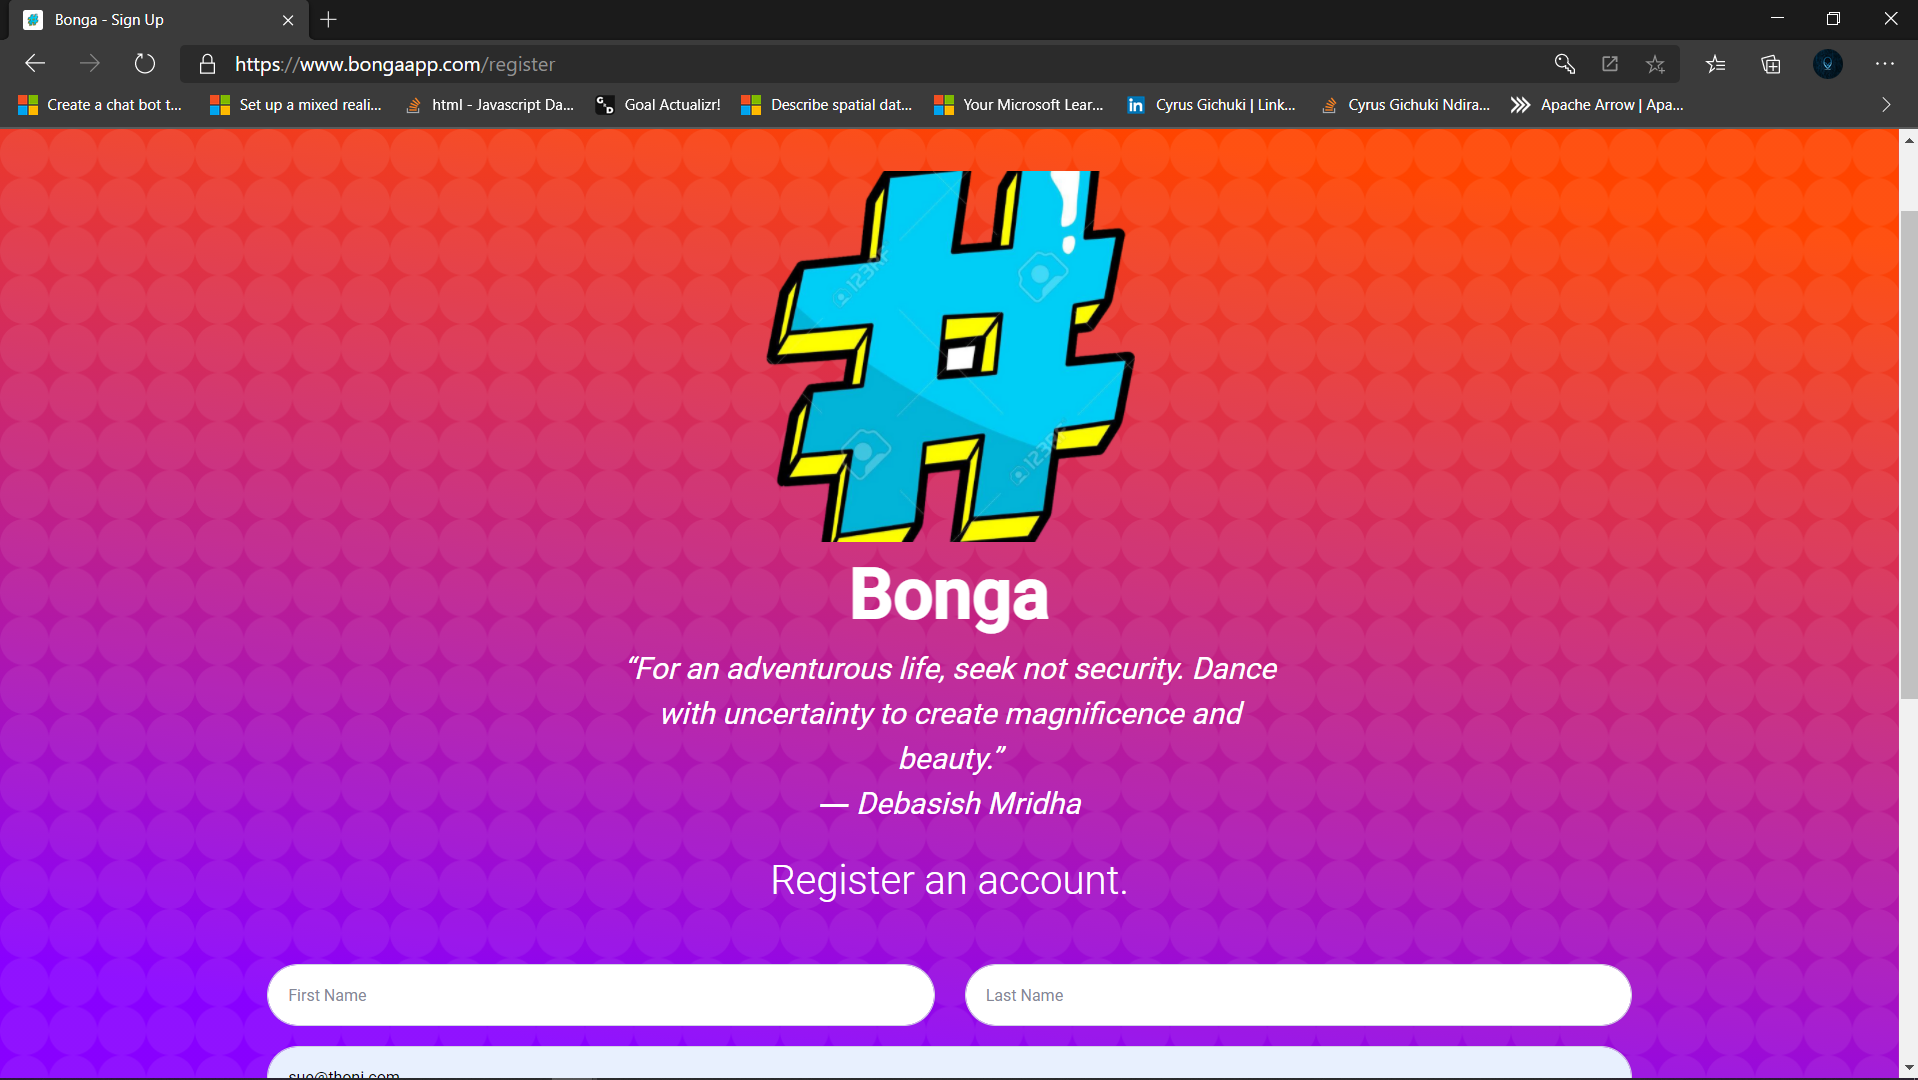 Bonga - Sign Up
https://www.bongaapp.com/register
Create a chat bot t...
Set up a mixed reali...
html - Javascript Da...
Goal Actualizr!
Describe spatial dat...
Your Microsoft Lear...
Cyrus Gichuki | Link...
Cyrus Gichuki Ndira...
Apache Arrow | Apa...
#
123RF
123RF
Bonga
“For an adventurous life, seek not security. Dance
with uncertainty to create magnificence and
beauty.”
― Debasish Mridha
Register an account.
First Name
Last Name